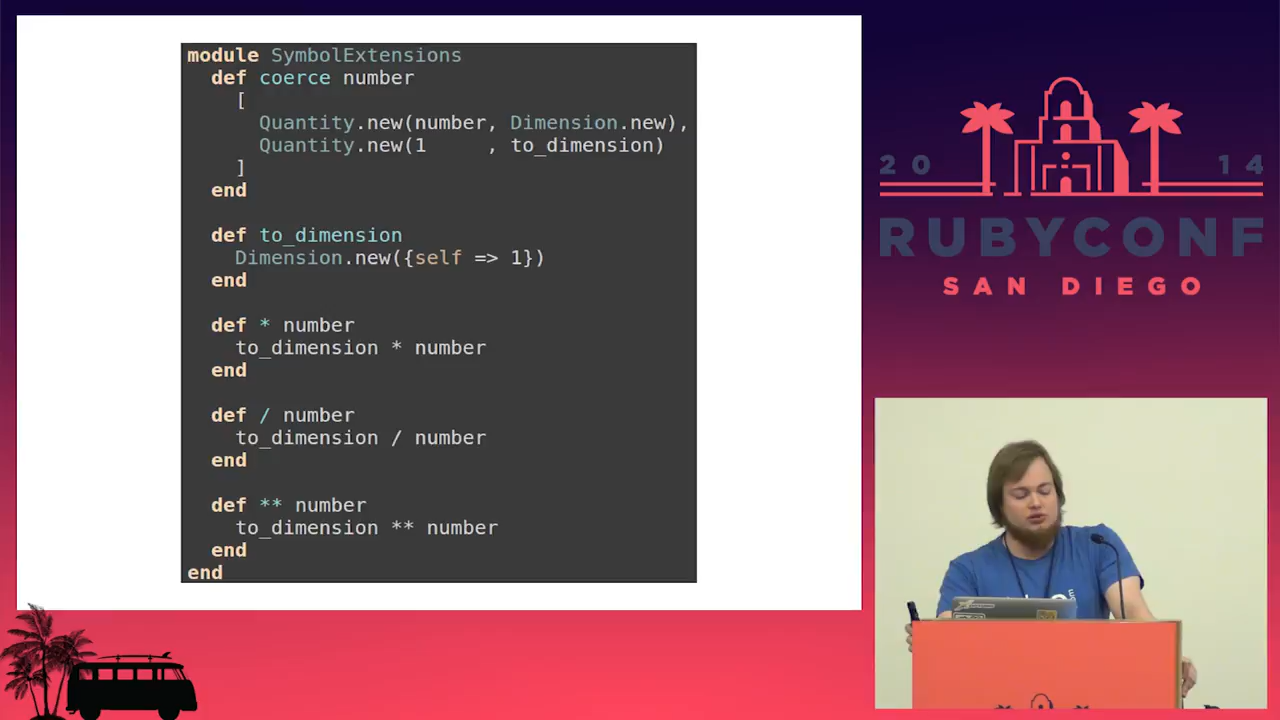 module SymbolExtensions
  def coerce number
    [
      Quantity.new(number, Dimension.new),
      Quantity.new(1     , to_dimension)
    ]
  end

  def to_dimension
    Dimension.new({self => 1})
  end

  def * number
    to_dimension * number
  end

  def / number
    to_dimension / number
  end

  def ** number
    to_dimension ** number
  end
end
20 14
RUBYCONF
SAN DIEGO